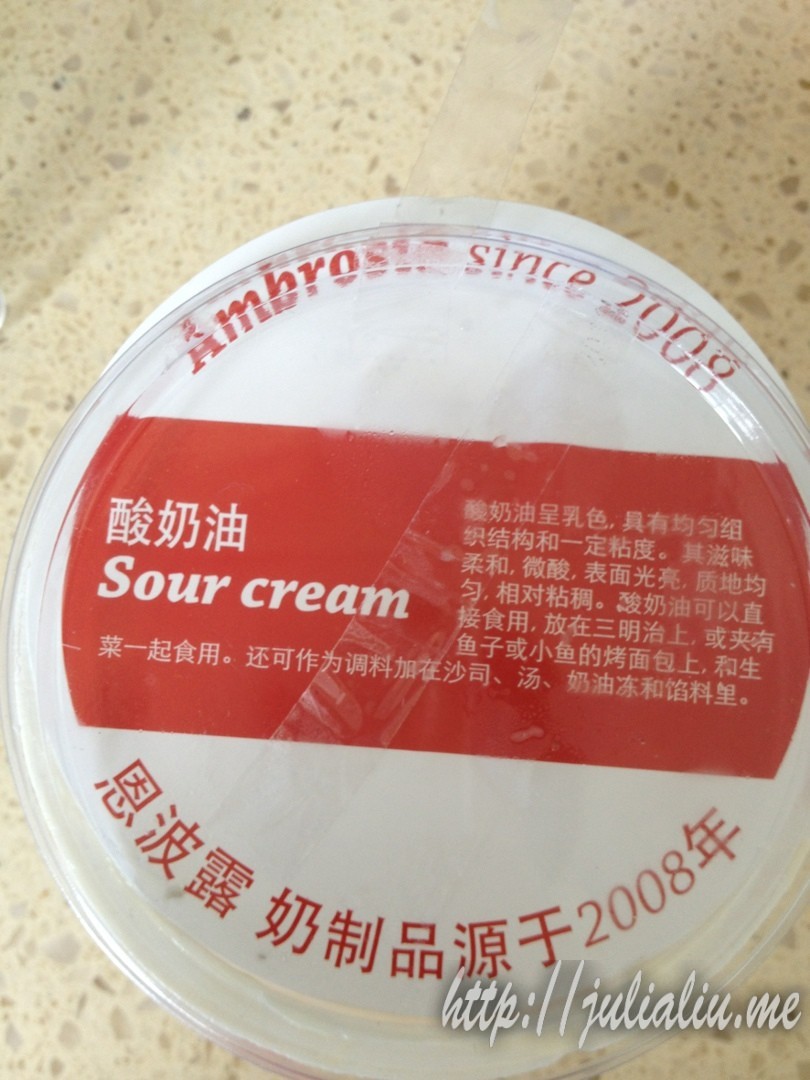 Ambrosia since 2008
酸奶油
Sour cream
酸奶油呈乳色, 具有均匀组
织结构和一定粘度。其滋味
柔和, 微酸, 表面光亮, 质地均
匀, 相对粘稠。酸奶油可以直
接食用, 放在三明治上, 或夹有
鱼子或小鱼的烤面包上, 和生
菜一起食用。还可作为调料加在沙司、汤、奶油冻和馅料里。
恩波露 奶制品源于2008年
http://julialiu.me